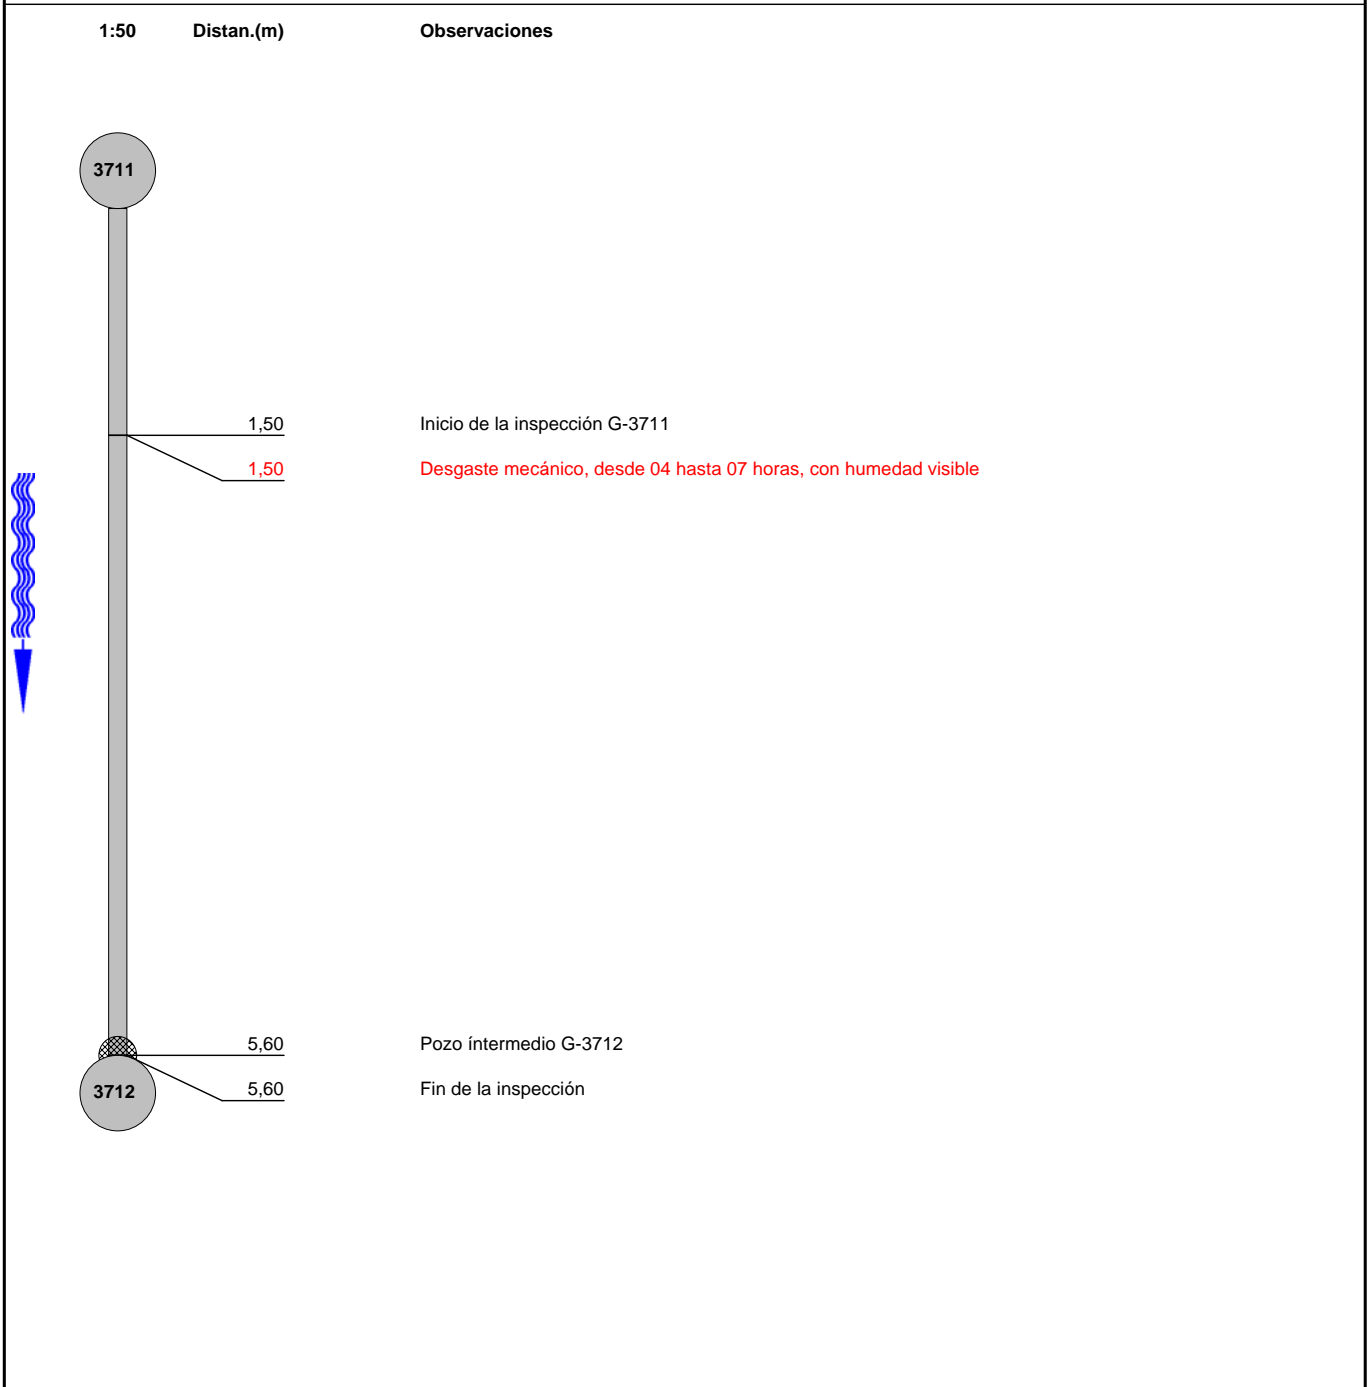 1:50 Distan.(m) Observaciones
3711
1,50 Inicio de la inspección G-3711
1,50 Desgaste mecánico, desde 04 hasta 07 horas, con humedad visible
5,60 Pozo íntermedio G-3712
3712 5,60 Fin de la inspección